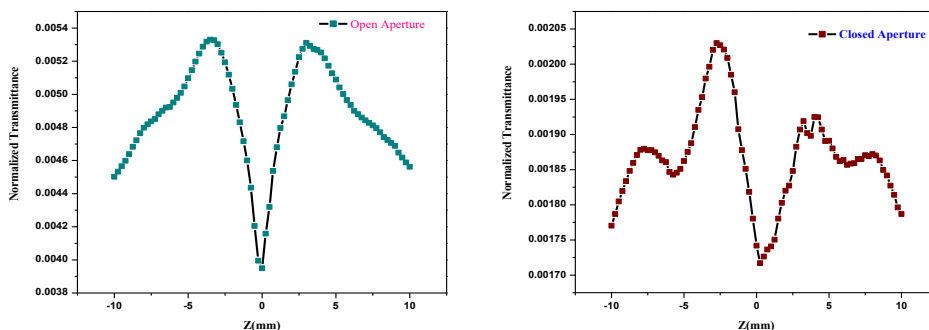 Open Aperture
Normalized Transmittance
0.0054
0.0052
0.0050
0.0048
0.0046
0.0044
0.0042
0.0040
0.0038
-10 -5 0 5 10
Z(mm)
Closed Aperture
Normalized Transmittance
0.00205
0.00200
0.00195
0.00190
0.00185
0.00180
0.00175
0.00170
-10 -5 0 5 10
Z(mm)